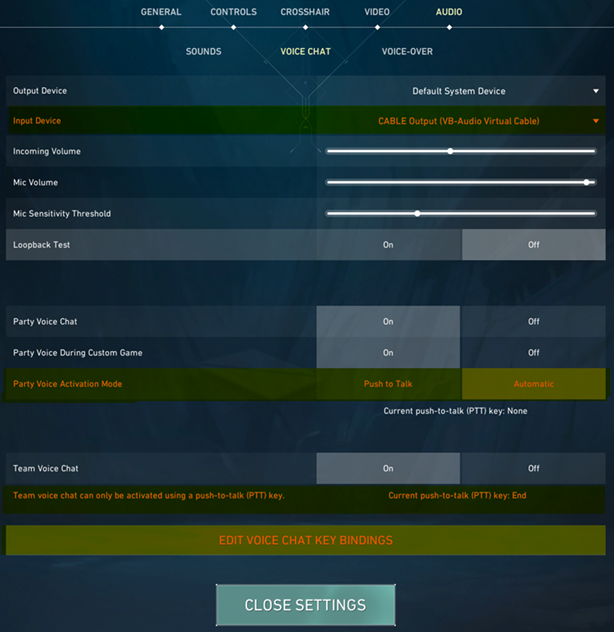 GENERAL CONTROLS CROSSHAIR VIDEO AUDIO
SOUNDS VOICE CHAT VOICE-OVER
Output Device Default System Device
Input Device CABLE Output (VB-Audio Virtual Cable)
Incoming Volume
Mic Volume
Mic Sensitivity Threshold
Loopback Test On Off
Party Voice Chat On Off
Party Voice During Custom Game On Off
Party Voice Activation Mode Push to Talk Automatic
Current push-to-talk (PTT) key: None
Team Voice Chat On Off
Team voice chat can only be activated using a push-to-talk (PTT) key. Current push-to-talk (PTT) key: End
EDIT VOICE CHAT KEY BINDINGS
CLOSE SETTINGS